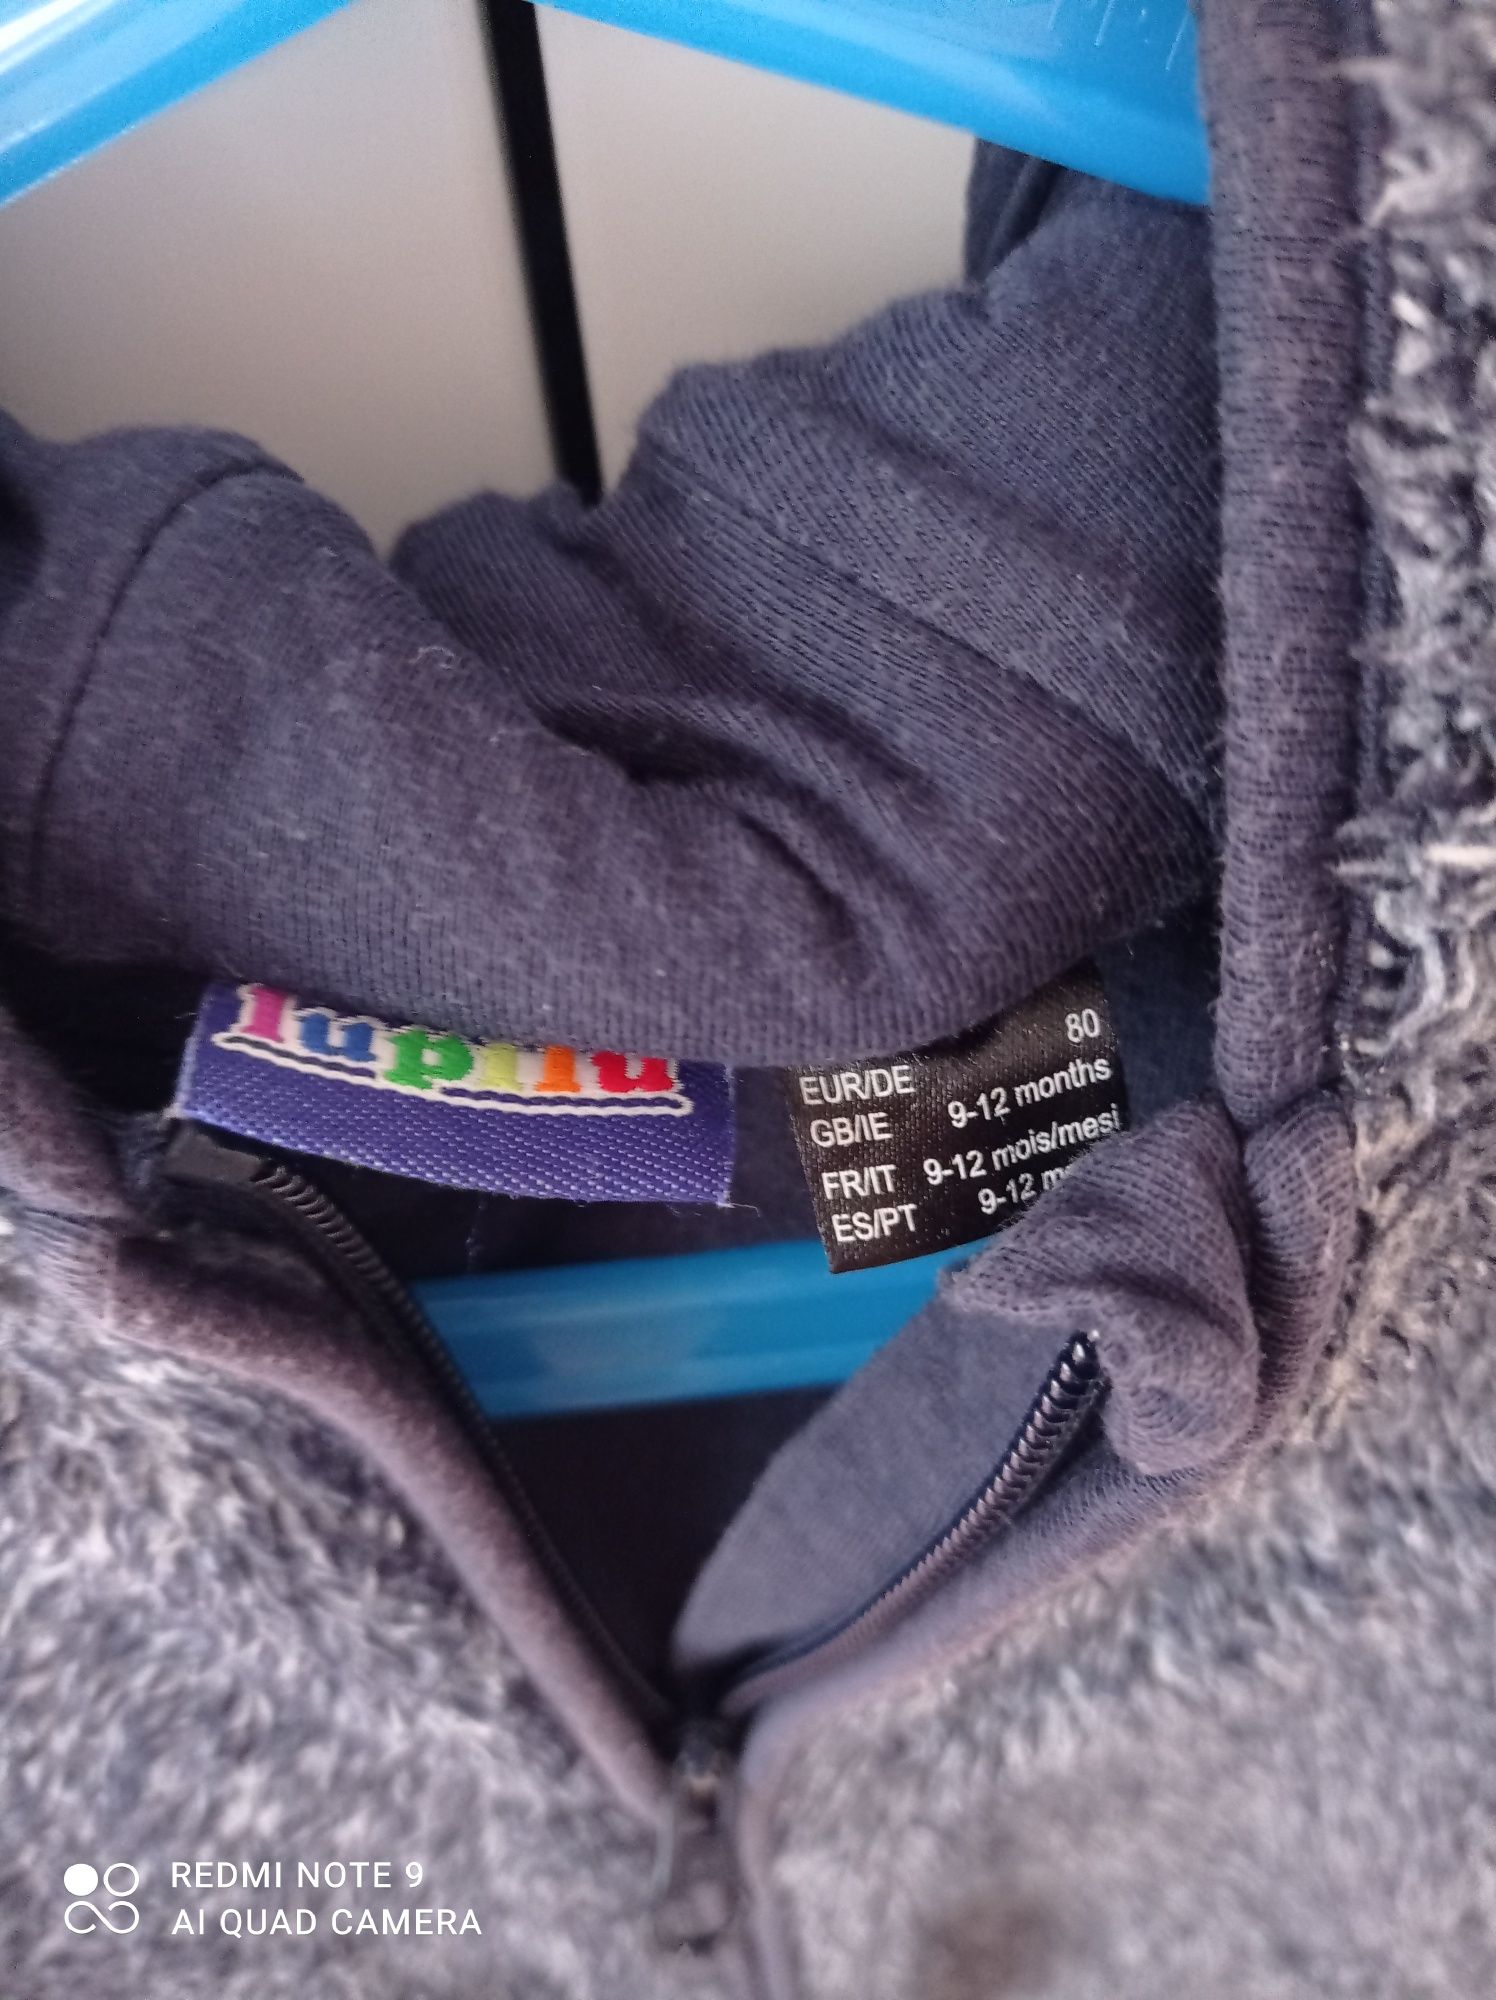 lupilu
80
EUR/DE
GB/IE 9-12 months
FR/IT 9-12 mois/mesi
ES/PT 9-12
REDMI NOTE 9
AI QUAD CAMERA